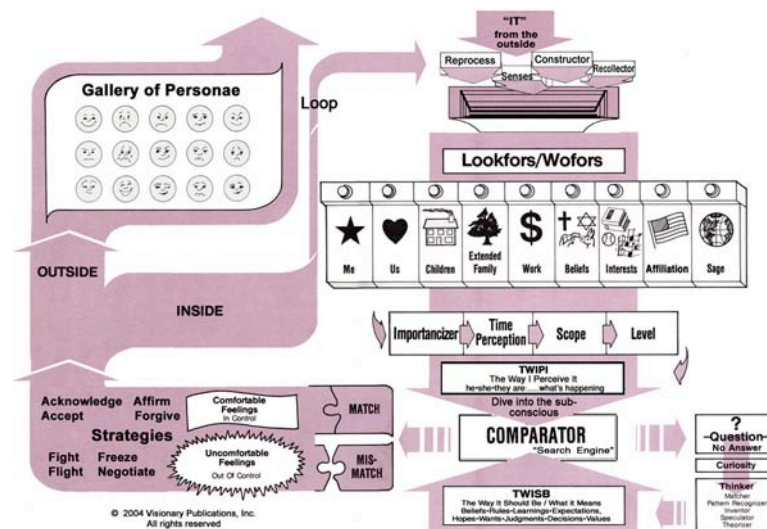 "IT"
from the
outside
Reprocess
Constructor
Senses
Recollector
Gallery of Personae
Loop
Lookfors/Wofors
Me
Us
Children
Extended
Family
$
Work
Beliefs
Interests
Affiliation
Sage
OUTSIDE
INSIDE
Importancizer
Time
Perception
Scope
Level
TWIPI
The Way I Perceive It
he•she•they are.....what's happening
Dive into the sub-
conscious
Acknowledge Affirm
Accept Forgive
Strategies
Fight Freeze
Flight Negotiate
Comfortable
Feelings
In Control
Uncomfortable
Feelings
Out Of Control
MATCH
MIS-
MATCH
COMPARATOR
"Search Engine"
?
-Question-
No Answer
Curiosity
Thinker
Matcher
Pattern Recognizer
Inventor
Speculator
Theorizer
TWISB
The Way It Should Be / What it Means
Beliefs-Rules-Learnings-Expectations,
Hopes-Wants-Judgments-Decisions-Values
© 2004 Visionary Publications, Inc.
All rights reserved